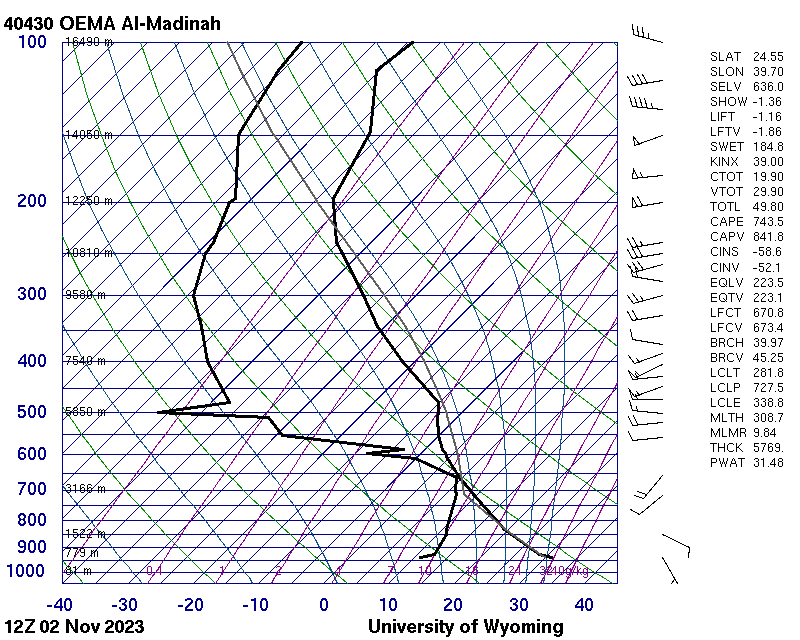 40430 OEMA Al-Madinah
100 16490 m
14050 m
200 12250 m
10810 m
300 9580 m
400 7540 m
500 5850 m
600
700 3166 m
800
1522 m
900
779 m
1000 61 m
0.4 1 2 4 7 10 16 24 32 40g/kg
-40 -30 -20 -10 0 10 20 30 40
12Z 02 Nov 2023 University of Wyoming
SLAT 24.55
SLON 39.70
SELV 636.0
SHOW -1.36
LIFT -1.16
LFTV -1.86
SWET 184.8
KINX 39.00
CTOT 19.90
VTOT 29.90
TOTL 49.80
CAPE 743.5
CAPV 841.8
CINS -58.6
CINV -52.1
EQLV 223.5
EQTV 223.1
LFCT 670.8
LFCV 673.4
BRCH 39.97
BRCV 45.25
LCLT 281.8
LCLP 727.5
LCLE 338.8
MLTH 308.7
MLMR 9.84
THCK 5769.
PWAT 31.48